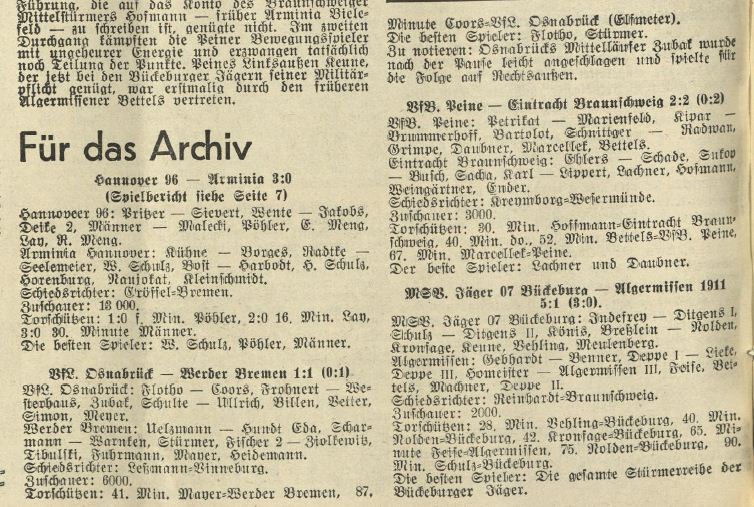 Führung, die auf das Konto des Braunschweiger
Mittelstürmers Hofmann — früher Arminia Biele-
feld — zu schreiben ist, genügte nicht. Im zweiten
Durchgang kämpften die Peiner Bewegungsspieler
mit ungeheurer Energie und erzwangen tatsächlich
noch Teilung der Punkte. Peines Linksaußen Keune,
der jetzt bei den Bückeburger Jägern seiner Militär-
pflicht genügt, war erstmalig durch den früheren
Algermissener Bettels vertreten.
Für das Archiv
Hannover 96 — Arminia 3:0
(Spielbericht siehe Seite 7)
Hannoveer 96: Pritzer — Sievert, Wente — Jakobs,
Deike 2, Männer — Malecki, Pöhler, E. Meng,
Lay, R. Meng.
Arminia Hannover: Kühne — Borges, Radtke —
Seelemeier, W. Schulz, Bost — Harbodt, H. Schulz,
Horenburg, Naujokat, Kleinschmidt.
Schiedsrichter: Tröffel-Bremen.
Zuschauer: 13 000.
Torschützen: 1:0 f. Min. Pöhler, 2:0 16. Min. Lay,
3:0 30. Minute Männer.
Die besten Spieler: W. Schulz, Pöhler, Männer.
VfL. Osnabrück — Werder Bremen 1:1 (0:1)
VfL. Osnabrück: Flotho — Coors, Frohnert — We-
sterhaus, Zubak, Schulte — Ullrich, Billen, Vetter,
Simon, Meyer.
Werder Bremen: Uelzmann — Hundt Eda, Schar-
mann — Warnken, Stürmer, Fischer 2 — Ziolkewitz,
Tibulski, Fuhrmann, Mayer, Heidemann.
Schiedsrichter: Leßmann-Pinneburg.
Zuschauer: 6000.
Torschützen: 41. Min. Mayer-Werder Bremen, 87.
Minute Coors-VfL. Osnabrück (Elfmeter).
Die besten Spieler: Flotho, Stürmer.
Zu notieren: Osnabrücks Mittelläufer Zubak wurde
nach der Pause leicht angeschlagen und spielte für
die Folge auf Rechtsaußen.
VfB. Peine — Eintracht Braunschweig 2:2 (0:2)
VfB. Peine: Petrikat — Marienfeld, Kipar —
Brummerhoff, Bartolot, Schnittger — Radwan,
Grimpe, Daubner, Marcellek, Bettels.
Eintracht Braunschweig: Ehlers — Schade, Sukop
— Busch, Sacha, Karl — Lippert, Lachner, Hofmann,
Weingärtner, Ender.
Schiedsrichter: Kreymborg-Wesermünde.
Zuschauer: 3000.
Torschützen: 30. Min. Hoffmann-Eintracht Braun-
schweig, 40. Min. do., 52. Min. Bettels-VfB. Peine,
67. Min. Marcellek-Peine.
Der beste Spieler: Lachner und Daubner.
MSV. Jäger 07 Bückeburg — Algermissen 1911
5:1 (3:0).
MSV. Jäger 07 Bückeburg: Indefrey — Ditgens I,
Schulz — Ditgens II, Könis, Breßlein — Nolden,
Kronsage, Keune, Vehling, Meulenberg.
Algermissen: Gebhardt — Benner, Deppe I — Lieke,
Deppe III, Homeister — Algermissen III, Feise, Bei-
tels, Machner, Deppe II.
Schiedsrichter: Reinhardt-Braunschweig.
Zuschauer: 2000.
Torschützen: 28. Min. Vehling-Bückeburg, 40. Min.
Nolden-Bückeburg, 42. Kronsage-Bückeburg, 65. Mi-
nute Feise-Algermissen, 75. Nolden-Bückeburg, 90.
Min. Schulz-Bückeburg.
Die besten Spieler: Die gesamte Stürmerreihe der
Bückeburger Jäger.